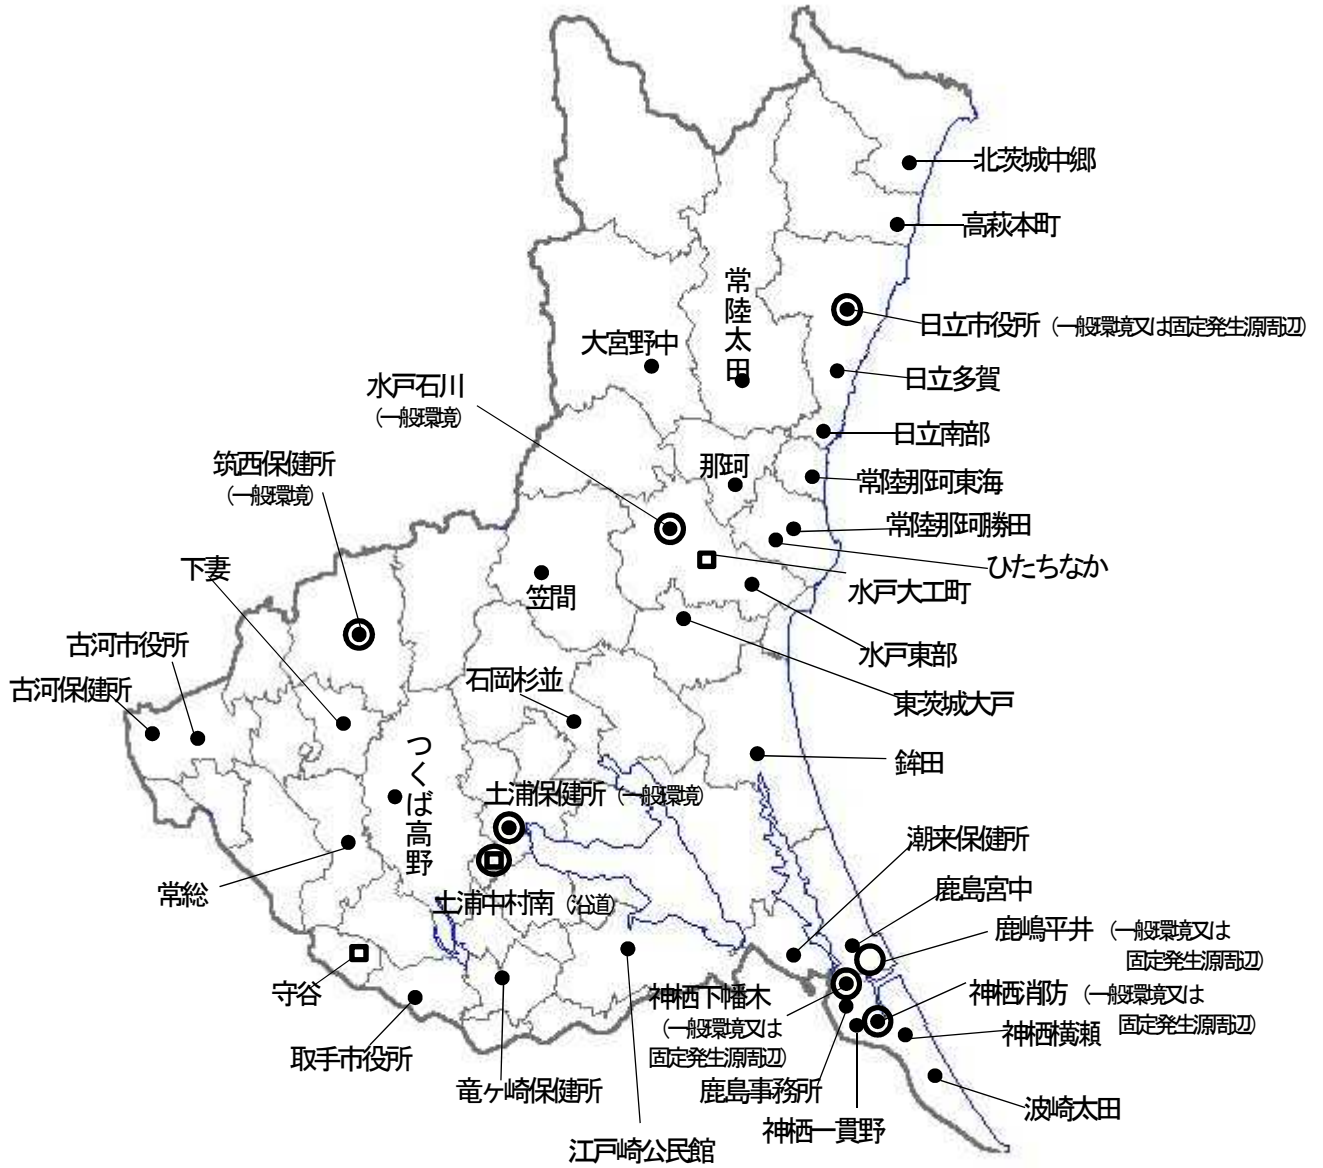 北茨城中郷
高萩本町
常陸太田
日立市役所（一般環境又は固定発生源周辺）
大宮野中
水戸石川
（一般環境）
日立多賀
日立南部
筑西保健所
（一般環境）
那珂
常陸那珂東海
常陸那珂勝田
ひたちなか
下妻
笠間
水戸大工町
古河市役所
水戸東部
古河保健所
石岡杉並
東茨城大戸
つくば高野
鉾田
土浦保健所（一般環境）
潮来保健所
常総
土浦中村南（沿道）
鹿島宮中
鹿嶋平井（一般環境又は
固定発生源周辺）
守谷
神栖下幡木
（一般環境又は
固定発生源周辺）
神栖消防（一般環境又は
固定発生源周辺）
神栖横瀬
取手市役所
竜ヶ崎保健所
鹿島事務所
波崎太田
神栖一貫野
江戸崎公民館